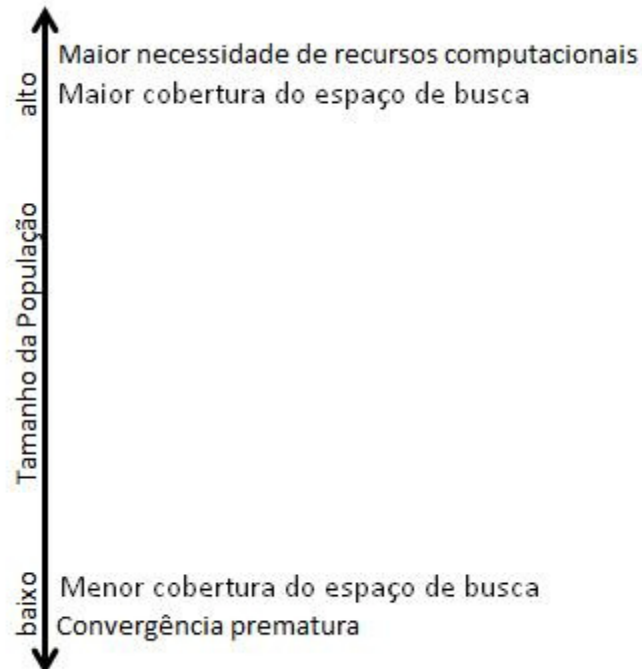 alto
Maior necessidade de recursos computacionais
Maior cobertura do espaço de busca
Tamanho da População
baixo
Menor cobertura do espaço de busca
Convergência prematura